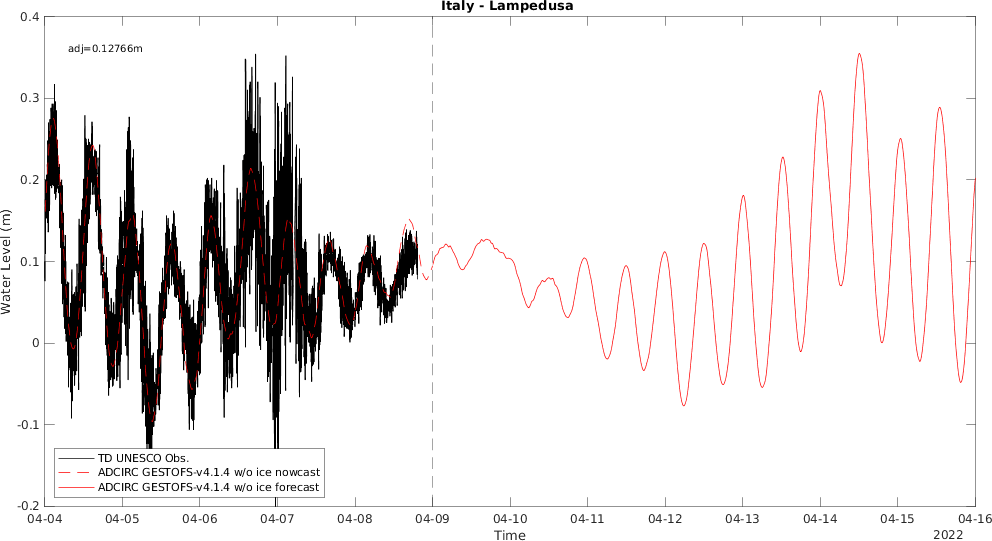 Italy - Lampedusa
adj=0.12766m
0.4
0.3
0.2
0.1
0
-0.1
-0.2
Water Level (m)
TD UNESCO Obs.
ADCIRC GESTOFS-v4.1.4 w/o ice nowcast
ADCIRC GESTOFS-v4.1.4 w/o ice forecast
04-04 04-05 04-06 04-07 04-08 04-09 04-10 04-11 04-12 04-13 04-14 04-15 04-16
Time
2022